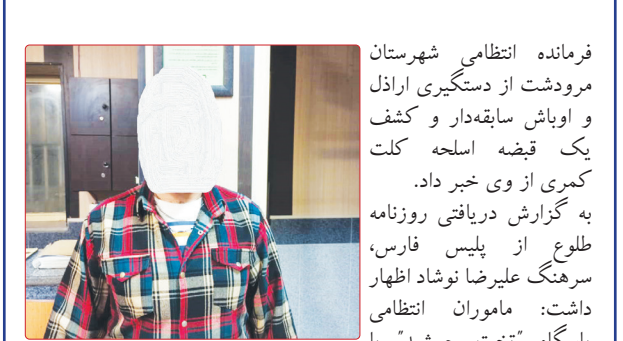 فرمانده انتظامی شهرستان
مرودشت از دستگیری اراذل
و اوباش سابقه‌دار و کشف
یک قبضه اسلحه کلت
کمری از وی خبر داد.
به گزارش دریافتی روزنامه
طلوع از پلیس فارس،
سرهنگ علیرضا نوشاد اظهار
داشت: ماموران انتظامی